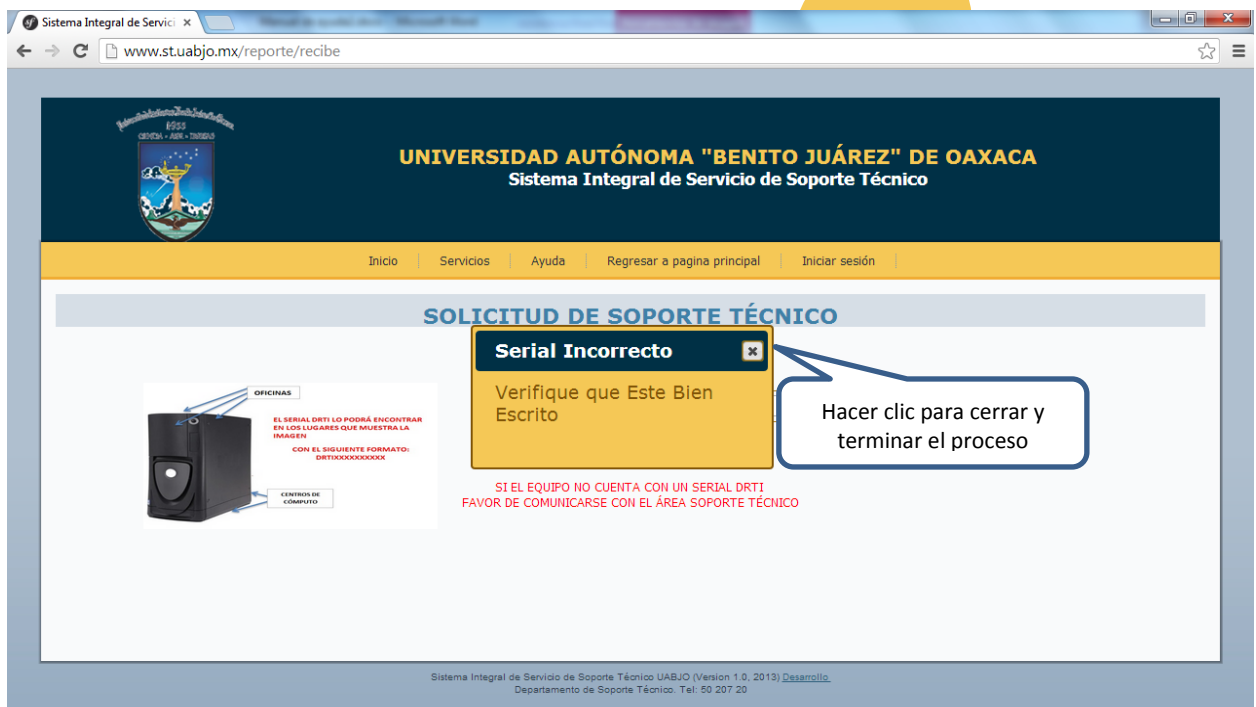 Sistema Integral de Servici
www.st.uabjo.mx/reporte/recibe
1955
CIENCIA - ARTE - LIBERTAD
UNIVERSIDAD AUTÓNOMA "BENITO JUÁREZ" DE OAXACA
Sistema Integral de Servicio de Soporte Técnico
Inicio
Servicios
Ayuda
Regresar a pagina principal
Iniciar sesión
SOLICITUD DE SOPORTE TÉCNICO
Serial Incorrecto
Verifique que Este Bien
Escrito
Hacer clic para cerrar y
terminar el proceso
OFICINAS
EL SERIAL DRTI LO PODRÁ ENCONTRAR
EN LOS LUGARES QUE MUESTRA LA
IMAGEN
CON EL SIGUIENTE FORMATO:
DRTIXXXXXXXXX
CENTROS DE
CÓMPUTO
SI EL EQUIPO NO CUENTA CON UN SERIAL DRTI
FAVOR DE COMUNICARSE CON EL ÁREA SOPORTE TÉCNICO
Sistema Integral de Servicio de Soporte Técnico UABJO (Version 1.0, 2013) Desarrollo
Departamento de Soporte Técnico. Tel: 50 207 20